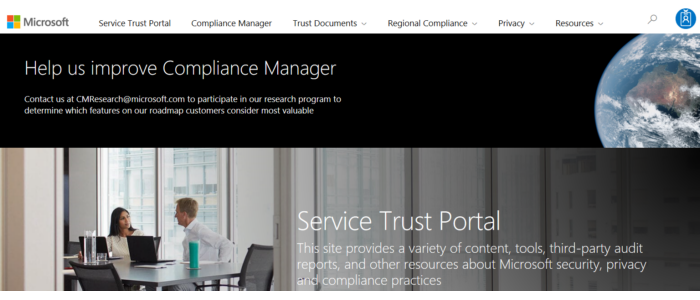 Microsoft
Service Trust Portal
Compliance Manager
Trust Documents
Regional Compliance
Privacy
Resources
Help us improve Compliance Manager
Contact us at CMResearch@microsoft.com to participate in our research program to
determine which features on our roadmap customers consider most valuable
Service Trust Portal
This site provides a variety of content, tools, third-party audit
reports, and other resources about Microsoft security, privacy
and compliance practices